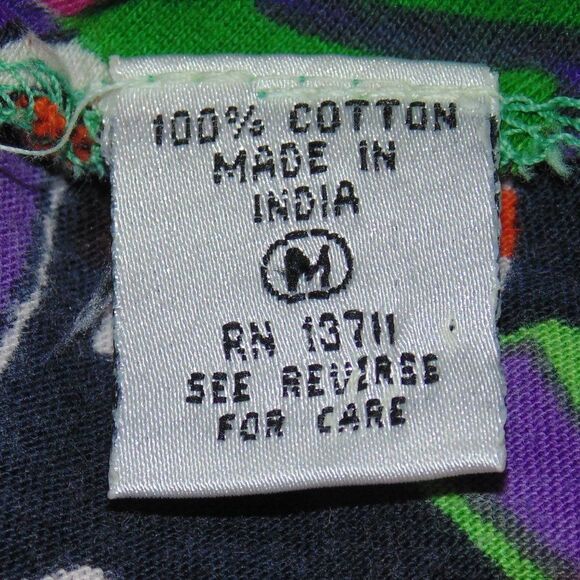 100% COTTON
MADE IN
INDIA
M
RN 13711
SEE REVERSE
FOR CARE